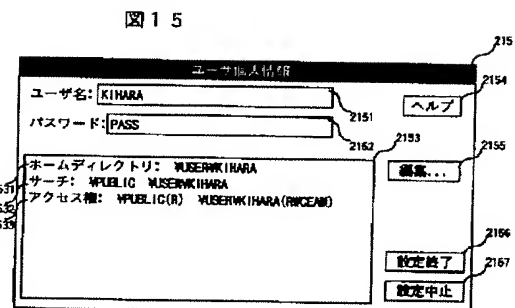 図15
215
ユーザ個人情報
ユーザ名: KIHARA
2151
ヘルプ
2154
パスワード: PASS
2152
2153
ホームディレクトリ: ¥USER¥KIHARA
サーチ: ¥PUBLIC ¥USER¥KIHARA
アクセス権: ¥PUBLIC(R) ¥USER¥KIHARA(RWCEAM)
編集...
2155
設定終了
2156
設定中止
2157